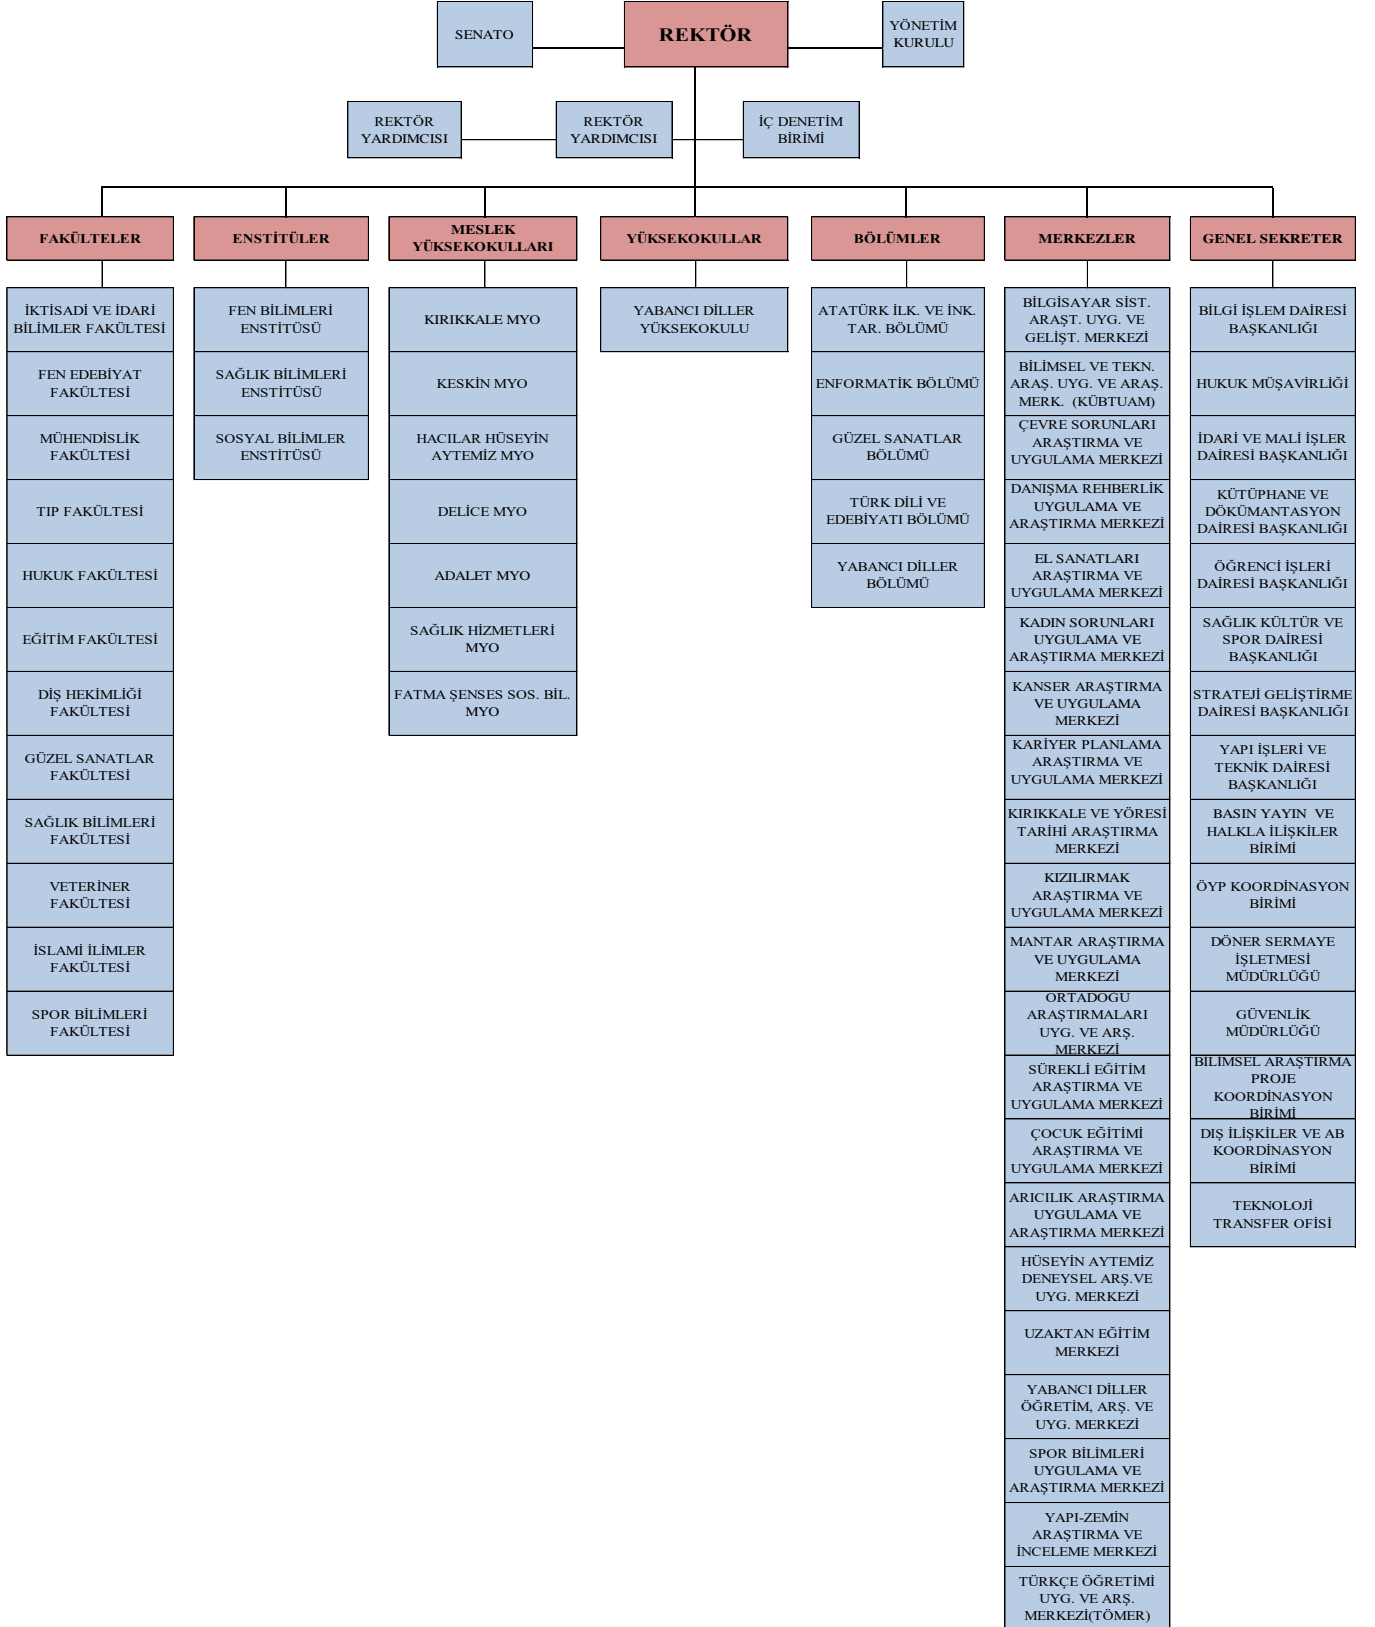 SENATO
REKTÖR
YÖNETİM
KURULU
REKTÖR
YARDIMCISI
REKTÖR
YARDIMCISI
İÇ DENETİM
BİRİMİ
FAKÜLTELER
İKTİSADİ VE İDARİ
BİLİMLER FAKÜLTESİ
FEN EDEBİYAT
FAKÜLTESİ
MÜHENDİSLİK
FAKÜLTESİ
TIP FAKÜLTESİ
HUKUK FAKÜLTESİ
EĞİTİM FAKÜLTESİ
DİŞ HEKİMLİĞİ
FAKÜLTESİ
GÜZEL SANATLAR
FAKÜLTESİ
SAĞLIK BİLİMLERİ
FAKÜLTESİ
VETERİNER
FAKÜLTESİ
İSLAMİ İLİMLER
FAKÜLTESİ
SPOR BİLİMLERİ
FAKÜLTESİ
ENSTİTÜLER
FEN BİLİMLERİ
ENSTİTÜSÜ
SAĞLIK BİLİMLERİ
ENSTİTÜSÜ
SOSYAL BİLİMLER
ENSTİTÜSÜ
MESLEK
YÜKSEKOKULLARI
KIRIKKALE MYO
KESKİN MYO
HACILAR HÜSEYİN
AYTEMİZ MYO
DELİCE MYO
ADALET MYO
SAĞLIK HİZMETLERİ
MYO
FATMA ŞENSES SOS. BİL.
MYO
YÜKSEKOKULLAR
YABANCI DİLLER
YÜKSEKOKULU
BÖLÜMLER
ATATÜRK İLK. VE İNK.
TAR. BÖLÜMÜ
ENFORMATİK BÖLÜMÜ
GÜZEL SANATLAR
BÖLÜMÜ
TÜRK DİLİ VE
EDEBİYATI BÖLÜMÜ
YABANCI DİLLER
BÖLÜMÜ
MERKEZLER
BİLGİSAYAR SİST.
ARAŞT. UYG. VE
GELİŞT. MERKEZİ
BİLİMSEL VE TEKN.
ARAŞ. UYG. VE ARAŞ.
MERK. (KÜBTUAM)
ÇEVRE SORUNLARI
ARAŞTIRMA VE
UYGULAMA MERKEZİ
DANIŞMA REHBERLİK
UYGULAMA VE
ARAŞTIRMA MERKEZİ
EL SANATLARI
ARAŞTIRMA VE
UYGULAMA MERKEZİ
KADIN SORUNLARI
UYGULAMA VE
ARAŞTIRMA MERKEZİ
KANSER ARAŞTIRMA
VE UYGULAMA
MERKEZİ
KARİYER PLANLAMA
ARAŞTIRMA VE
UYGULAMA MERKEZİ
KIRIKKALE VE YÖRESİ
TARİHİ ARAŞTIRMA
MERKEZİ
KIZILIRMAK
ARAŞTIRMA VE
UYGULAMA MERKEZİ
MANTAR ARAŞTIRMA
VE UYGULAMA
MERKEZİ
ORTADOĞU
ARAŞTIRMALARI
UYG. VE ARŞ.
MERKEZİ
SÜREKLİ EĞİTİM
ARAŞTIRMA VE
UYGULAMA MERKEZİ
ÇOCUK EĞİTİMİ
ARAŞTIRMA VE
UYGULAMA MERKEZİ
ARICILIK ARAŞTIRMA
UYGULAMA VE
ARAŞTIRMA MERKEZİ
HÜSEYİN AYTEMİZ
DENEYSEL ARŞ.VE
UYG. MERKEZİ
UZAKTAN EĞİTİM
MERKEZİ
YABANCI DİLLER
ÖĞRETİM, ARŞ. VE
UYG. MERKEZİ
SPOR BİLİMLERİ
UYGULAMA VE
ARAŞTIRMA MERKEZİ
YAPI-ZEMİN
ARAŞTIRMA VE
İNCELEME MERKEZİ
TÜRKÇE ÖĞRETİMİ
UYG. VE ARŞ.
MERKEZİ(TÖMER)
GENEL SEKRETER
BİLGİ İŞLEM DAİRESİ
BAŞKANLIĞI
HUKUK MÜŞAVİRLİĞİ
İDARİ VE MALİ İŞLER
DAİRESİ BAŞKANLIĞI
KÜTÜPHANE VE
DÖKÜMANTASYON
DAİRESİ BAŞKANLIĞI
ÖĞRENCİ İŞLERİ
DAİRESİ BAŞKANLIĞI
SAĞLIK KÜLTÜR VE
SPOR DAİRESİ
BAŞKANLIĞI
STRATEJİ GELİŞTİRME
DAİRESİ BAŞKANLIĞI
YAPI İŞLERİ VE
TEKNİK DAİRESİ
BAŞKANLIĞI
BASIN YAYIN VE
HALKLA İLİŞKİLER
BİRİMİ
ÖYP KOORDİNASYON
BİRİMİ
DÖNER SERMAYE
İŞLETMESİ
MÜDÜRLÜĞÜ
GÜVENLİK
MÜDÜRLÜĞÜ
BİLİMSEL ARAŞTIRMA
PROJE
KOORDİNASYON
BİRİMİ
DIŞ İLİŞKİLER VE AB
KOORDİNASYON
BİRİMİ
TEKNOLOJİ
TRANSFER OFİSİ